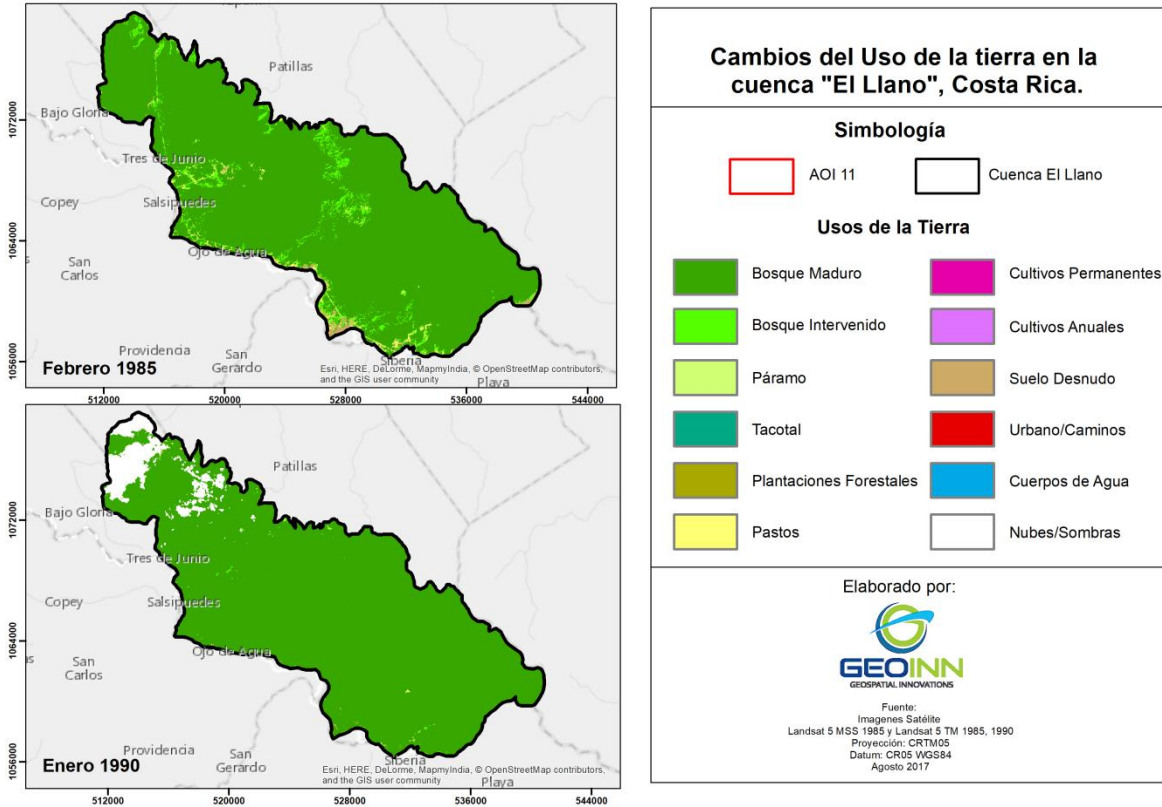 Patillas
Bajo Gloria
Tres de Junio
Copey
Salsipuedes
Ojo de Agua
San
Carlos
Providencia
San
Gerardo
Siberia
Playa
Febrero 1985
Esri, HERE, DeLorme, MapmyIndia, © OpenStreetMap contributors,
and the GIS user community
1072000
1064000
1056000
512000
520000
528000
536000
544000
Patillas
Bajo Gloria
Tres de Junio
Copey
Salsipuedes
Ojo de Agua
San
Carlos
Providencia
San
Gerardo
Siberia
Playa
Enero 1990
Esri, HERE, DeLorme, MapmyIndia, © OpenStreetMap contributors,
and the GIS user community
1072000
1064000
1056000
512000
520000
528000
536000
544000
Cambios del Uso de la tierra en la
cuenca "El Llano", Costa Rica.
Simbología
AOI 11
Cuenca El Llano
Usos de la Tierra
Bosque Maduro
Cultivos Permanentes
Bosque Intervenido
Cultivos Anuales
Páramo
Suelo Desnudo
Tacotal
Urbano/Caminos
Plantaciones Forestales
Cuerpos de Agua
Pastos
Nubes/Sombras
Elaborado por:
GEOINN
GEOSPATIAL INNOVATIONS
Fuente:
Imagenes Satélite
Landsat 5 MSS 1985 y Landsat 5 TM 1985, 1990
Proyección: CRTM05
Datum: CR05 WGS84
Agosto 2017